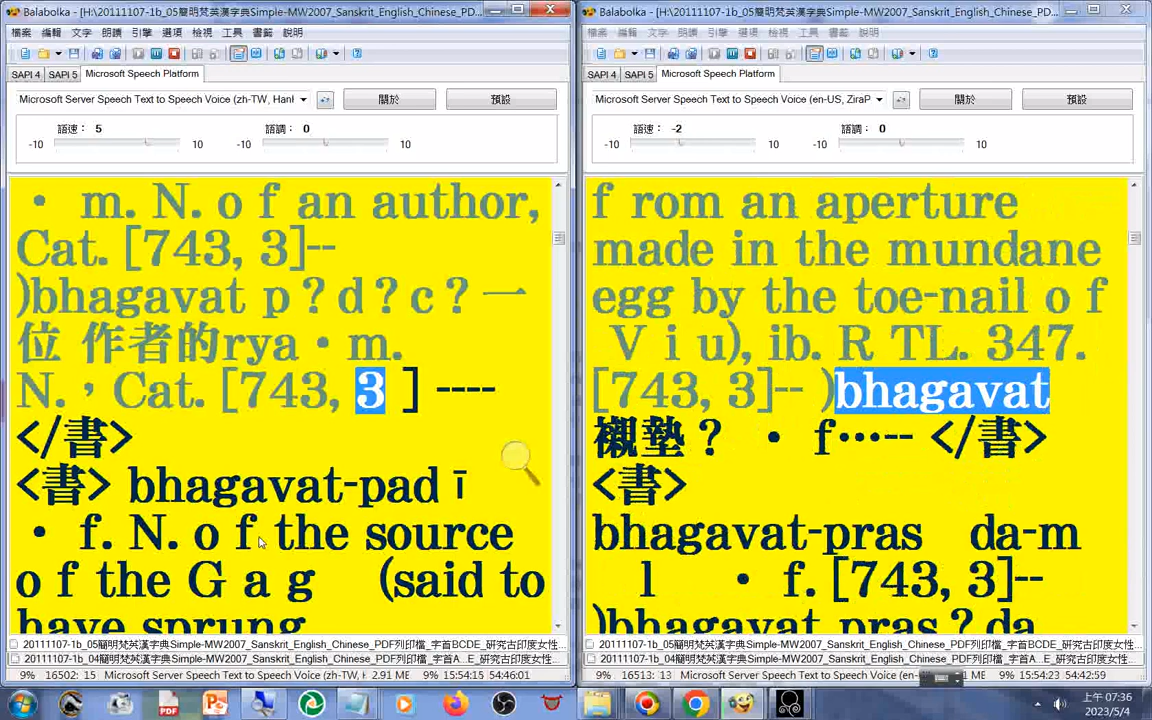 Balabolka - [H:\20111107-1b_05簡明梵英漢字典Simple-MW2007_Sanskrit_English_Chinese_PD...
檔案 編輯 文字 朗讀 引擎 選項 檢視 工具 書籤 說明
SAPI 4 SAPI 5 Microsoft Speech Platform
Microsoft Server Speech Text to Speech Voice (zh-TW, HanH 關於 預設
語速： 5 語調： 0
-10 10 -10 10
• m. N. o f an author,
Cat. [743, 3]--
)bhagavat p？d？c？一
位 作者的rya • m.
N.，Cat. [743, 3 ] ----
</書>
<書> bhagavat-pad ī
• f. N. o f the source
o f the G a g (said to
have sprung
20111107-1b_05簡明梵英漢字典Simple-MW2007_Sanskrit_English_Chinese_PDF列印檔_字首BCDE_研究古印度女性...
20111107-1b_04簡明梵英漢字典Simple-MW2007_Sanskrit_English_Chinese_PDF列印檔_字首A...E_研究古印度女性...
9% 16502: 15 Microsoft Server Speech Text to Speech Voice (zh-TW, 2.91 MB 9% 15:54:15 54:46:01
Balabolka - [H:\20111107-1b_05簡明梵英漢字典Simple-MW2007_Sanskrit_English_Chinese_PD...
檔案 編輯 文字 朗讀 引擎 選項 檢視 工具 書籤 說明
SAPI 4 SAPI 5 Microsoft Speech Platform
Microsoft Server Speech Text to Speech Voice (en-US, ZiraP 關於 預設
語速： -2 語調： 0
-10 10 -10 10
f rom an aperture
made in the mundane
egg by the toe-nail o f
V i u), ib. R TL. 347.
[743, 3]-- )bhagavat
襯墊？ • f…-- </書>
<書>
bhagavat-pras da-m
l • f. [743, 3]--
)bhagavat pras？da
20111107-1b_05簡明梵英漢字典Simple-MW2007_Sanskrit_English_Chinese_PDF列印檔_字首BCDE_研究古印度女性...
20111107-1b_04簡明梵英漢字典Simple-MW2007_Sanskrit_English_Chinese_PDF列印檔_字首A...E_研究古印度女性...
9% 16513: 13 Microsoft Server Speech Text to Speech Voice (en-U ME 9% 15:54:23 54:42:59
PDF
上午 07:36
2023/5/4